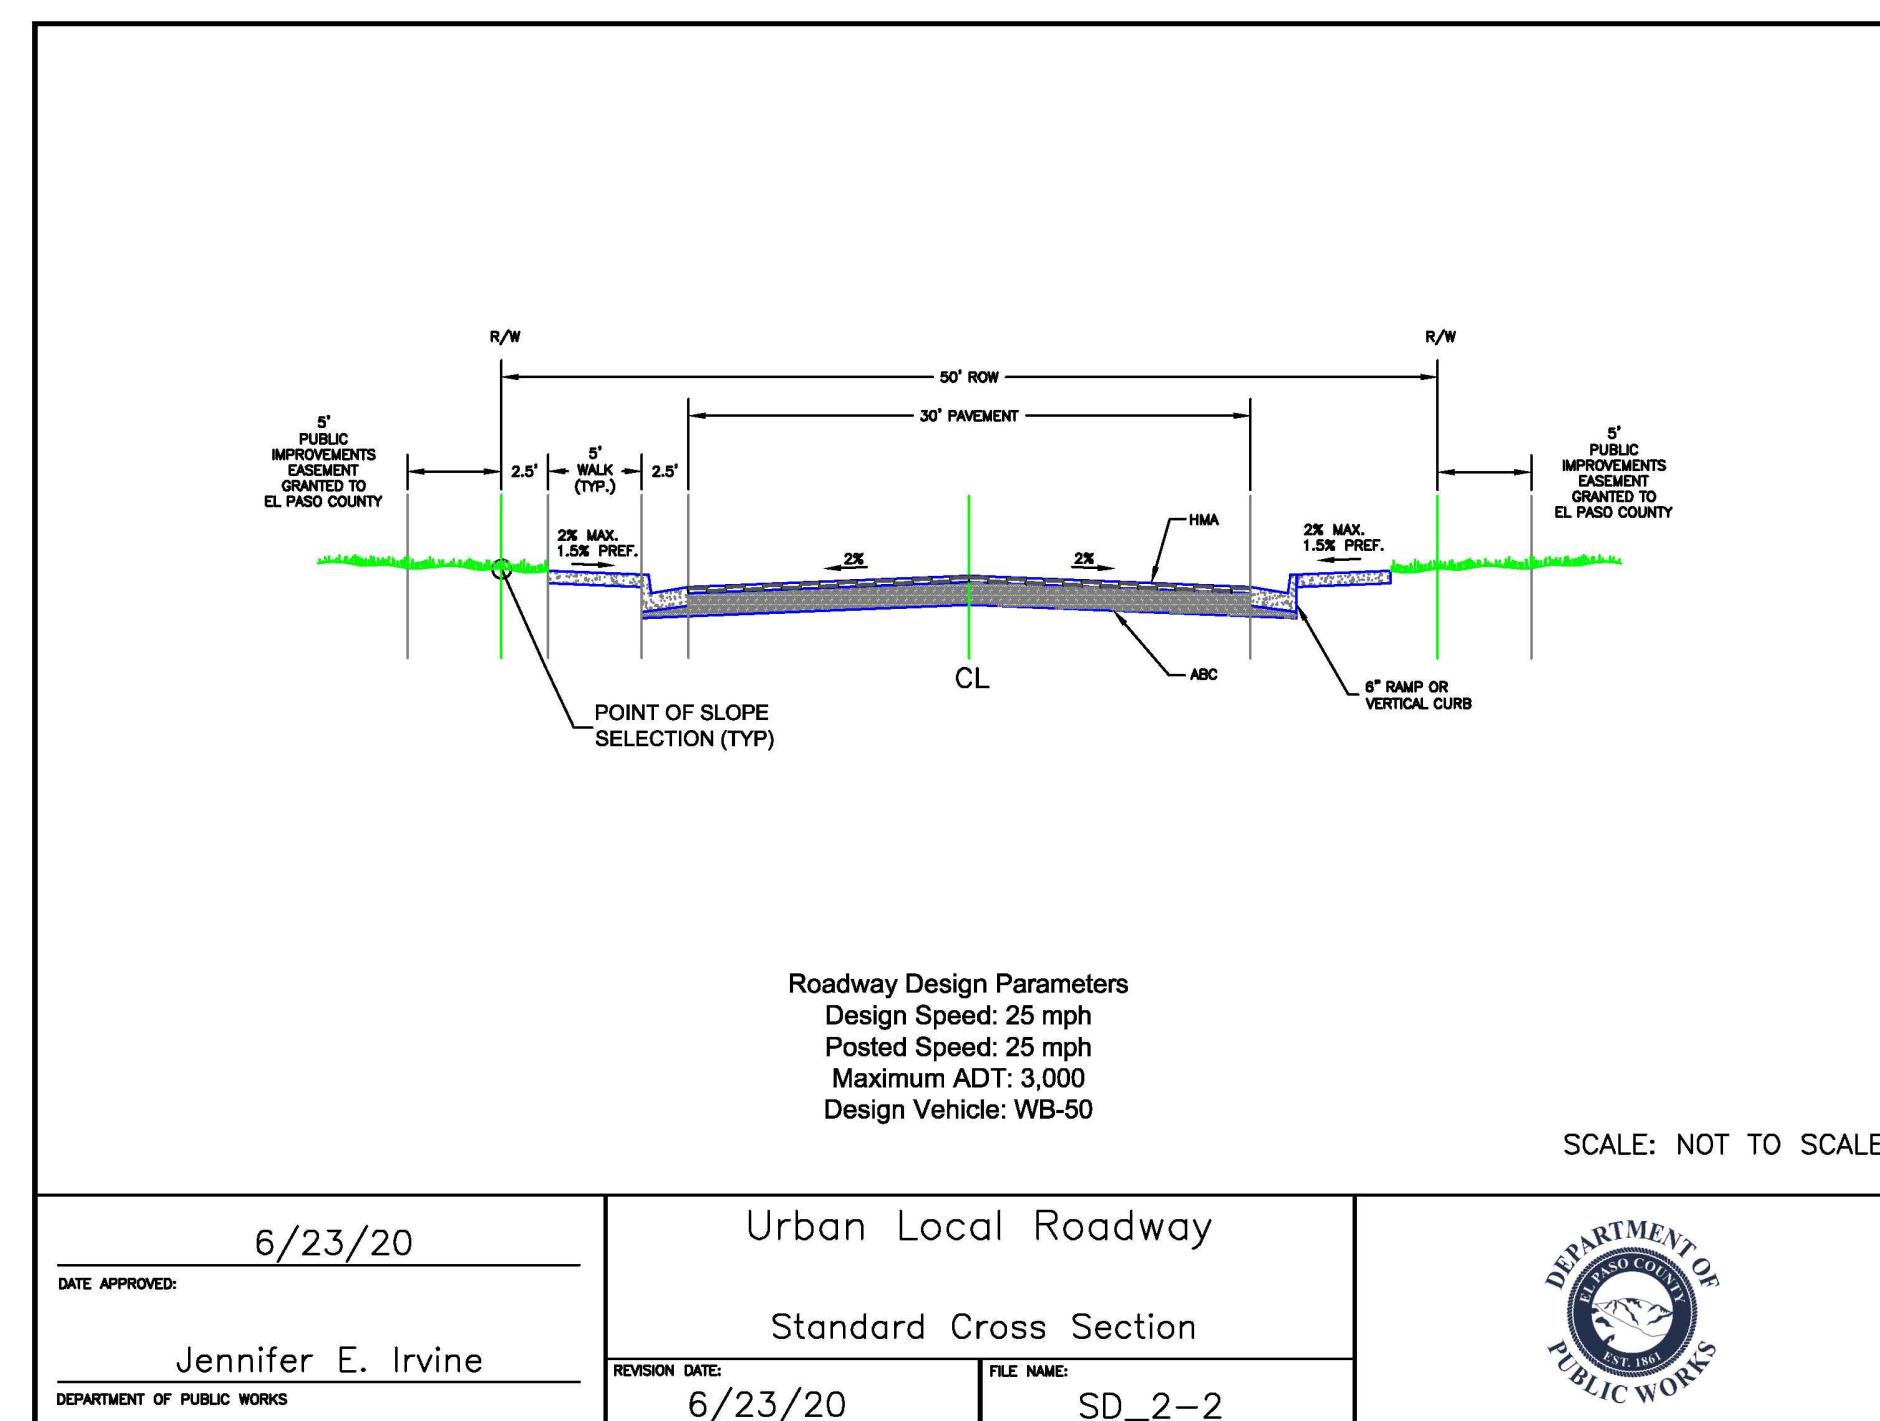 R/W
R/W
50' ROW
30' PAVEMENT
5'
PUBLIC
IMPROVEMENTS
EASEMENT
GRANTED TO
EL PASO COUNTY
2.5'
5'
WALK
(TYP.)
2.5'
5'
PUBLIC
IMPROVEMENTS
EASEMENT
GRANTED TO
EL PASO COUNTY
2% MAX.
1.5% PREF.
2%
2%
HMA
2% MAX.
1.5% PREF.
CL
ABC
6" RAMP OR
VERTICAL CURB
POINT OF SLOPE
SELECTION (TYP)
Roadway Design Parameters
Design Speed: 25 mph
Posted Speed: 25 mph
Maximum ADT: 3,000
Design Vehicle: WB-50
SCALE: NOT TO SCALE
6/23/20
DATE APPROVED:
Jennifer E. Irvine
DEPARTMENT OF PUBLIC WORKS
Urban Local Roadway
Standard Cross Section
REVISION DATE:
6/23/20
FILE NAME:
SD_2-2
DEPARTMENT OF
PUBLIC WORKS
EL PASO COUNTY
EST. 1861